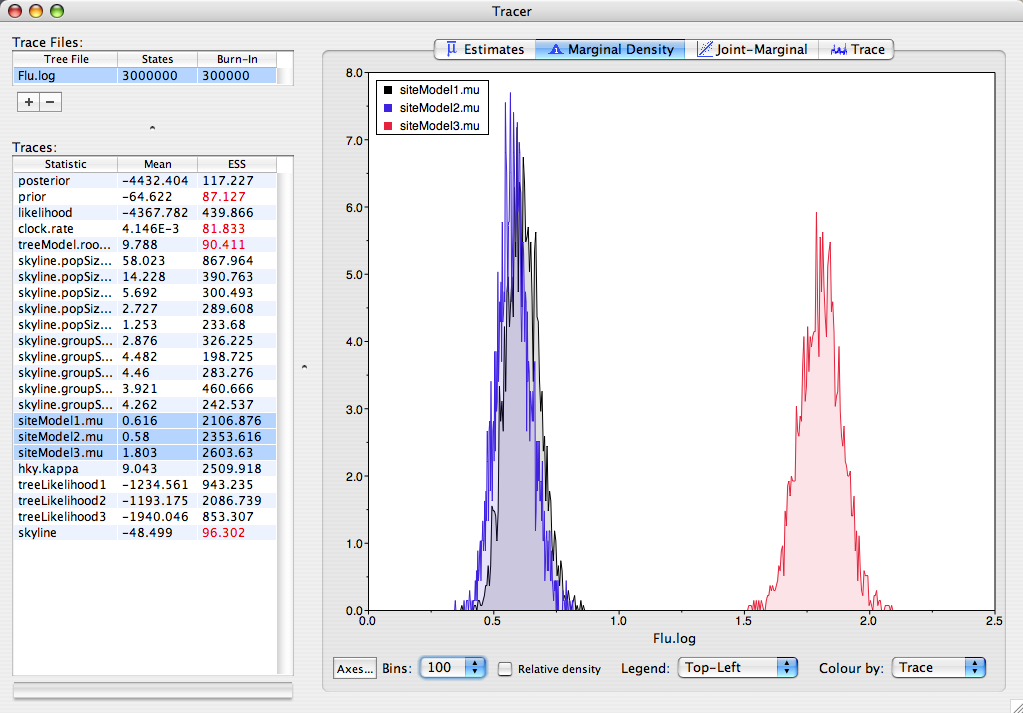 Tracer
Trace Files:
Tree File States Burn-In
Flu.log 3000000 300000
+ −
Traces:
Statistic Mean ESS
posterior -4432.404 117.227
prior -64.622 87.127
likelihood -4367.782 439.866
clock.rate 4.146E-3 81.833
treeModel.roo... 9.788 90.411
skyline.popSiz... 58.023 867.964
skyline.popSiz... 14.228 390.763
skyline.popSiz... 5.692 300.493
skyline.popSiz... 2.727 289.608
skyline.popSiz... 1.253 233.68
skyline.groupS... 2.876 326.225
skyline.groupS... 4.482 198.725
skyline.groupS... 4.46 283.276
skyline.groupS... 3.921 460.666
skyline.groupS... 4.262 242.537
siteModel1.mu 0.616 2106.876
siteModel2.mu 0.58 2353.616
siteModel3.mu 1.803 2603.63
hky.kappa 9.043 2509.918
treeLikelihood1 -1234.561 943.235
treeLikelihood2 -1193.175 2086.739
treeLikelihood3 -1940.046 853.307
skyline -48.499 96.302
μ Estimates Marginal Density Joint-Marginal Trace
siteModel1.mu
siteModel2.mu
siteModel3.mu
8.0
7.0
6.0
5.0
4.0
3.0
2.0
1.0
0.0
0.0 0.5 1.0 1.5 2.0 2.5
Flu.log
Axes... Bins: 100 Relative density Legend: Top-Left Colour by: Trace